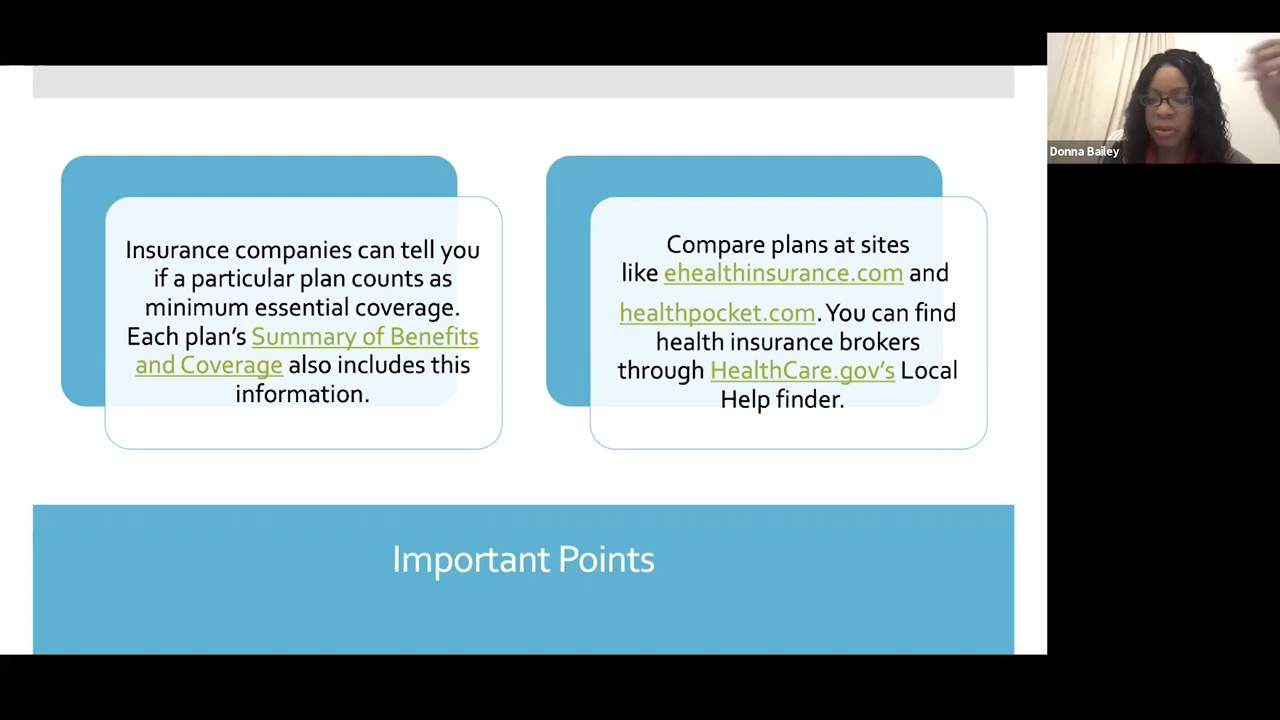 Insurance companies can tell you
if a particular plan counts as
minimum essential coverage.
Each plan’s Summary of Benefits
and Coverage also includes this
information.
Compare plans at sites
like ehealthinsurance.com and
healthpocket.com. You can find
health insurance brokers
through HealthCare.gov’s Local
Help finder.
Important Points
Donna Bailey